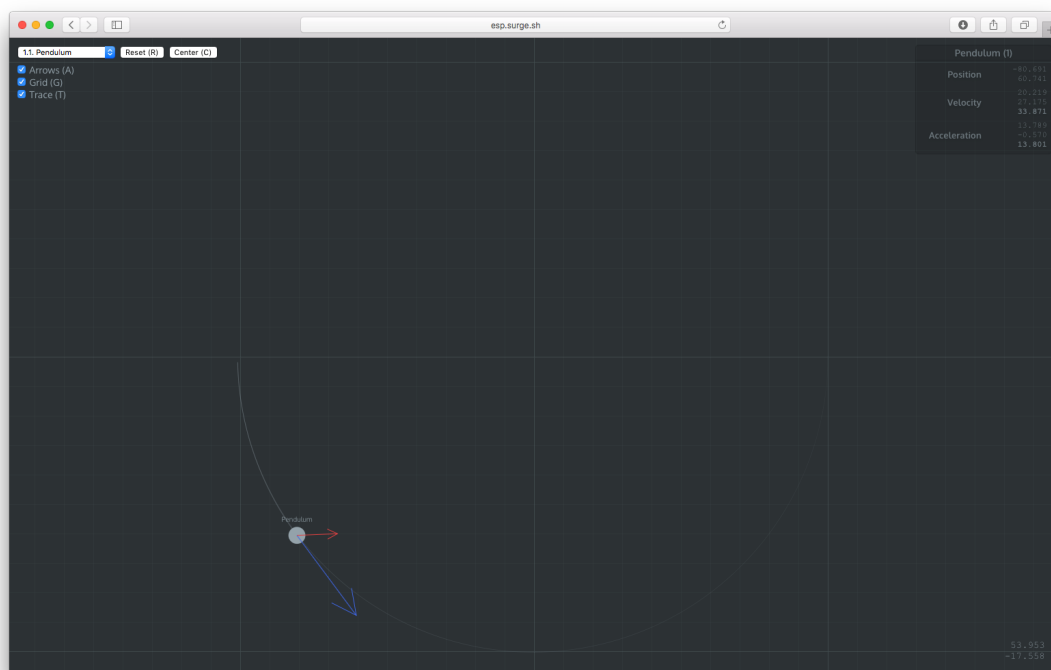 esp.surge.sh
1.1. Pendulum Reset (R) Center (C)
Arrows (A)
Grid (G)
Trace (T)
Pendulum (1)
Position -80.691
60.741
Velocity 20.219
27.175
33.871
Acceleration 13.789
-0.570
13.801
Pendulum
53.953
-17.558